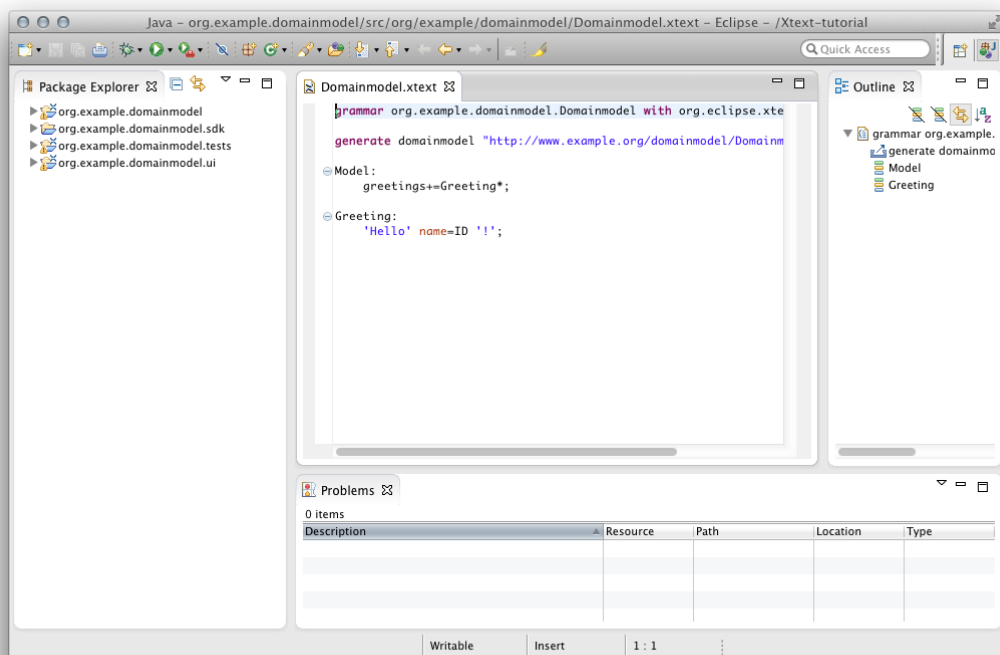 Java – org.example.domainmodel/src/org/example/domainmodel/Domainmodel.xtext – Eclipse – /Xtext-tutorial
Quick Access
Package Explorer
org.example.domainmodel
org.example.domainmodel.sdk
org.example.domainmodel.tests
org.example.domainmodel.ui
Domainmodel.xtext
grammar org.example.domainmodel.Domainmodel with org.eclipse.xte
generate domainmodel "http://www.example.org/domainmodel/Domainm
Model:
greetings+=Greeting*;
Greeting:
'Hello' name=ID '!';
Outline
grammar org.example.
generate domainmo
Model
Greeting
Problems
0 items
Description Resource Path Location Type
Writable Insert 1 : 1